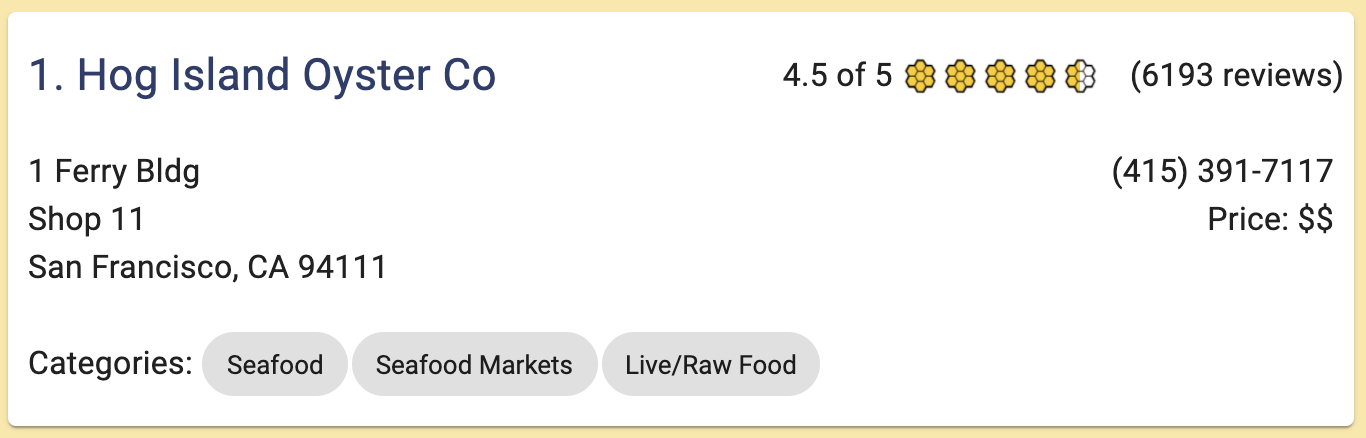 1. Hog Island Oyster Co
4.5 of 5 (6193 reviews)
1 Ferry Bldg
Shop 11
San Francisco, CA 94111
(415) 391-7117
Price: $$
Categories: Seafood Seafood Markets Live/Raw Food